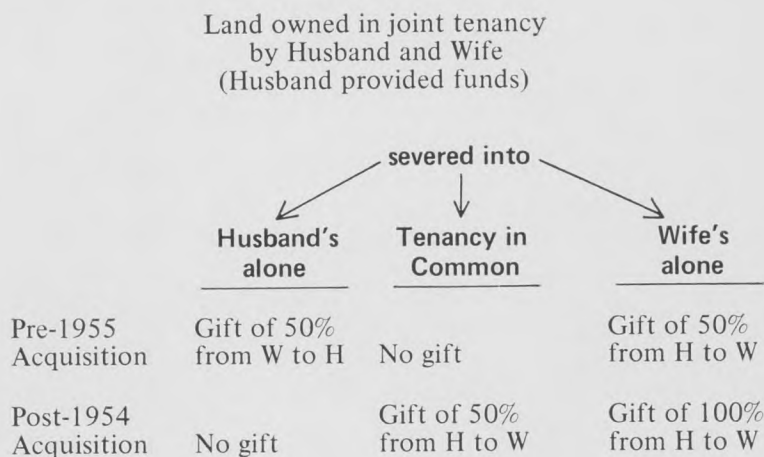 Land owned in joint tenancy
by Husband and Wife
(Husband provided funds)
severed into
Husband's Tenancy in Wife's
alone Common alone
Pre-1955 Gift of 50% Gift of 50%
Acquisition from W to H No gift from H to W
Post-1954 Gift of 50% Gift of 100%
Acquisition No gift from H to W from H to W